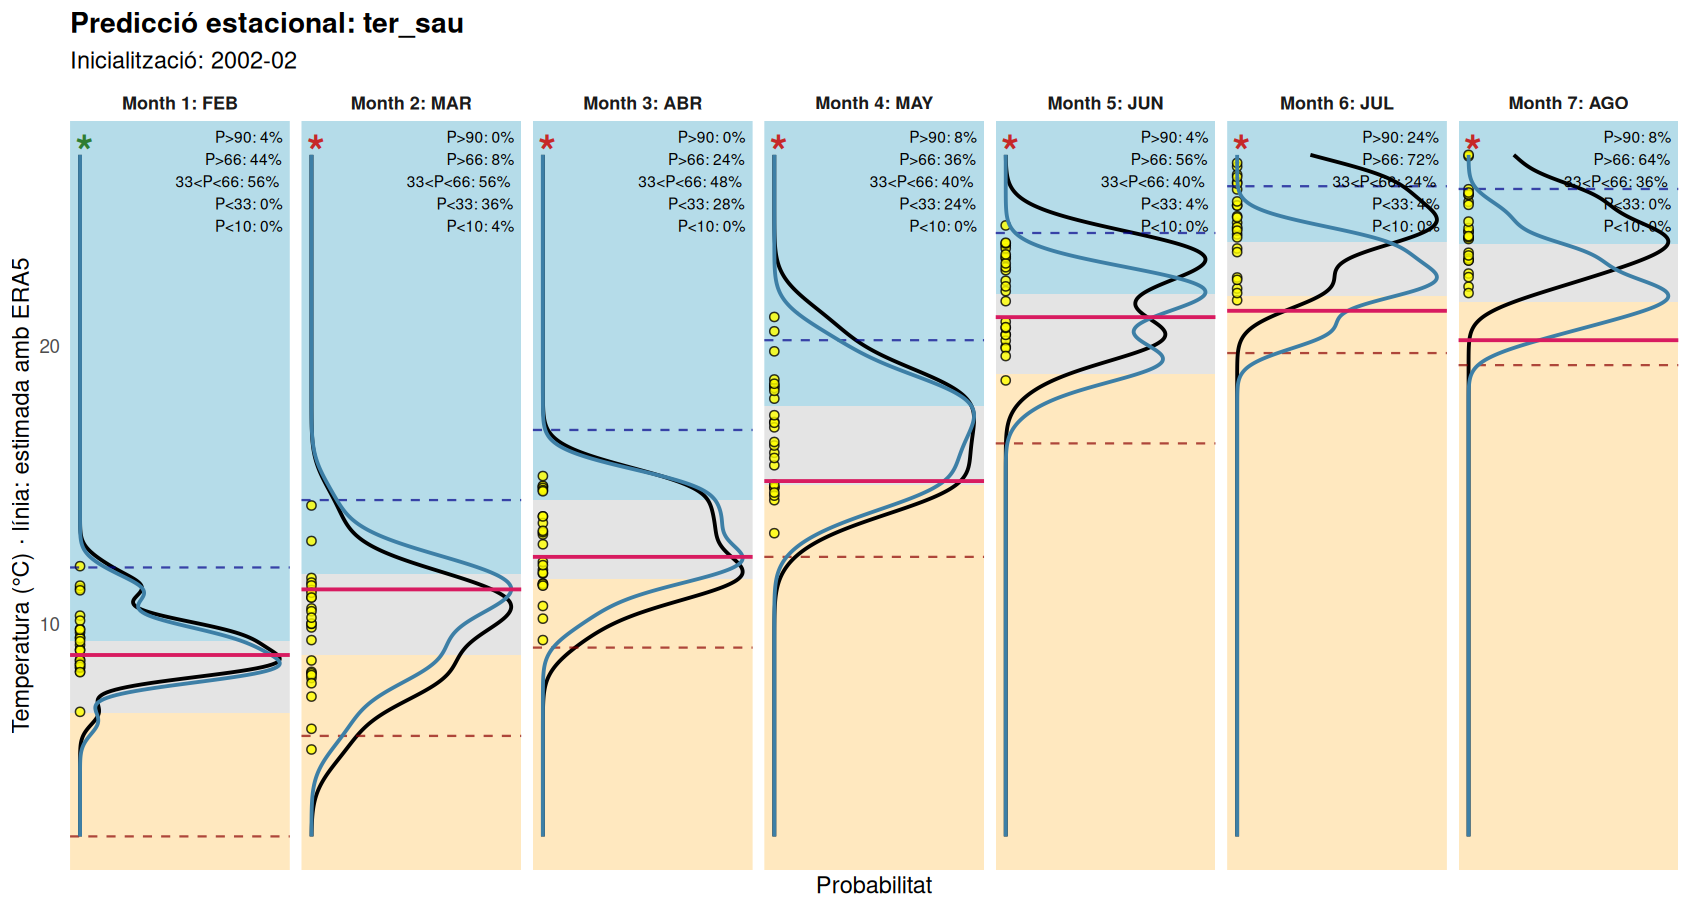 Predicció estacional: ter_sau
Inicialització: 2002-02
Month 1: FEB
Month 2: MAR
Month 3: ABR
Month 4: MAY
Month 5: JUN
Month 6: JUL
Month 7: AGO
*
P>90: 4%
P>66: 44%
33<P<66: 56%
P<33: 0%
P<10: 0%
*
P>90: 0%
P>66: 8%
33<P<66: 56%
P<33: 36%
P<10: 4%
*
P>90: 0%
P>66: 24%
33<P<66: 48%
P<33: 28%
P<10: 0%
*
P>90: 8%
P>66: 36%
33<P<66: 40%
P<33: 24%
P<10: 0%
*
P>90: 4%
P>66: 56%
33<P<66: 40%
P<33: 4%
P<10: 0%
*
P>90: 24%
P>66: 72%
33<P<66: 24%
P<33: 4%
P<10: 0%
*
P>90: 8%
P>66: 64%
33<P<66: 36%
P<33: 0%
P<10: 0%
20
10
Temperatura (°C) · línia: estimada amb ERA5
Probabilitat